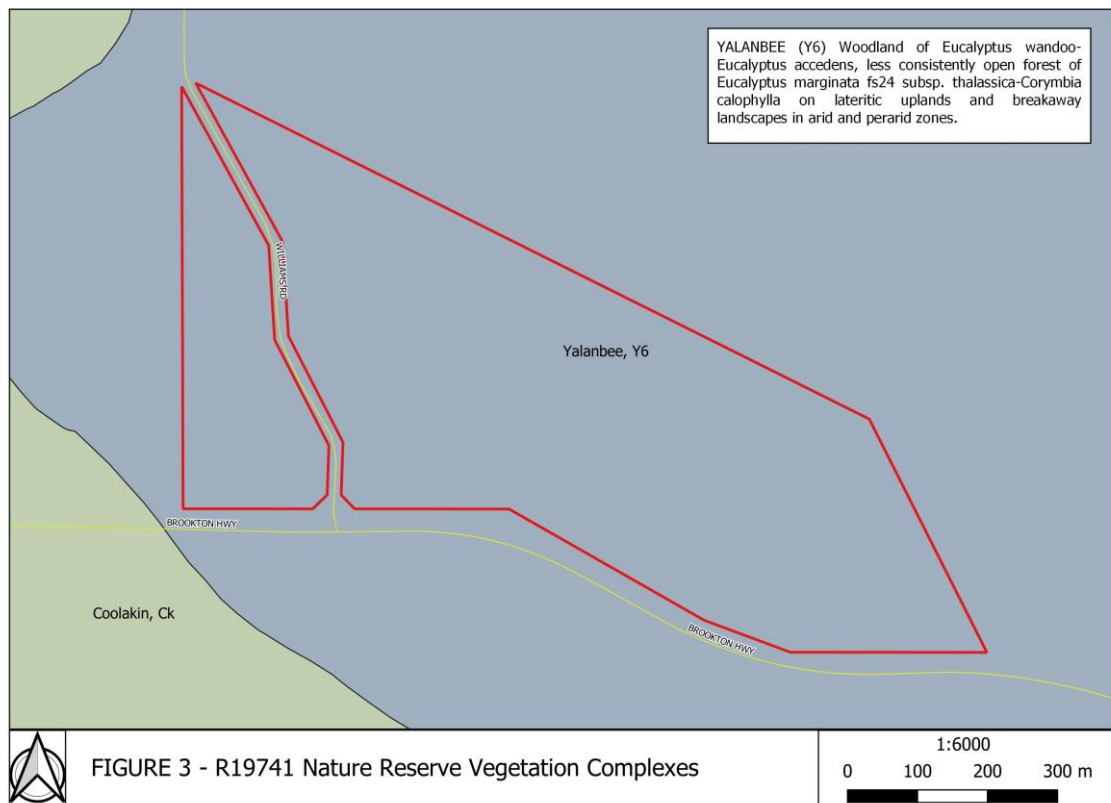 YALANBEE (Y6) Woodland of Eucalyptus wandoo-
Eucalyptus accedens, less consistently open forest of
Eucalyptus marginata fs24 subsp. thalassica-Corymbia
calophylla on lateritic uplands and breakaway
landscapes in arid and perarid zones.
WILLIAMS RD
Yalanbee, Y6
BROOKTON HWY
Coolakin, Ck
BROOKTON HWY
FIGURE 3 - R19741 Nature Reserve Vegetation Complexes
1:6000
0 100 200 300 m